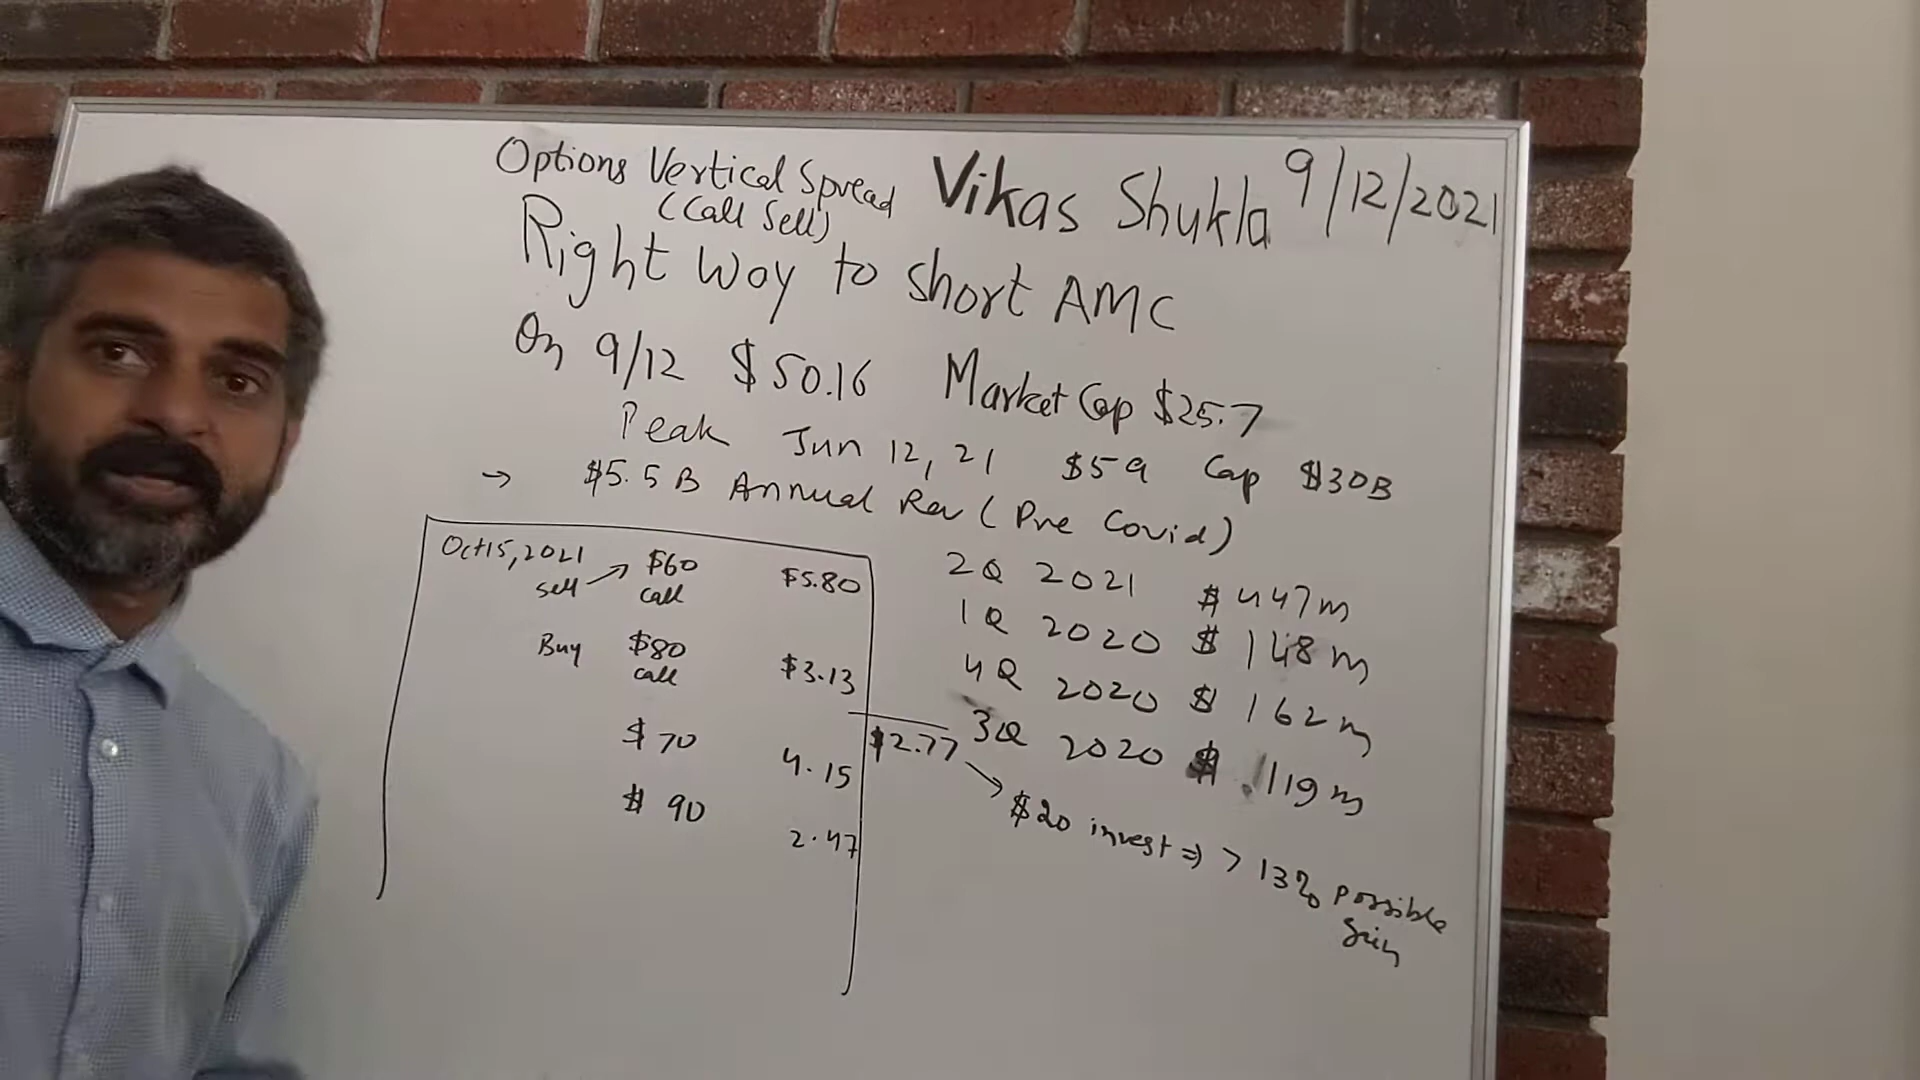 Options Vertical Spread
(Call Sell)
Vikas Shukla 9/12/2021
Right Way to short AMC
On 9/12 $50.16 Market Cap $25.7
Peak Jun 12, 21 $59 Cap $30B
→ $5.5 B Annual Rev (Pre Covid)
Oct 15, 2021
sell → $60 call $5.80
Buy $80 call $3.13
$2.77
$70 4.15
$90 2.47
2Q 2021 $447m
1Q 2020 $148m
4Q 2020 $162m
3Q 2020 $119m
→ $20 invest ⇒ > 13% possible
Gain